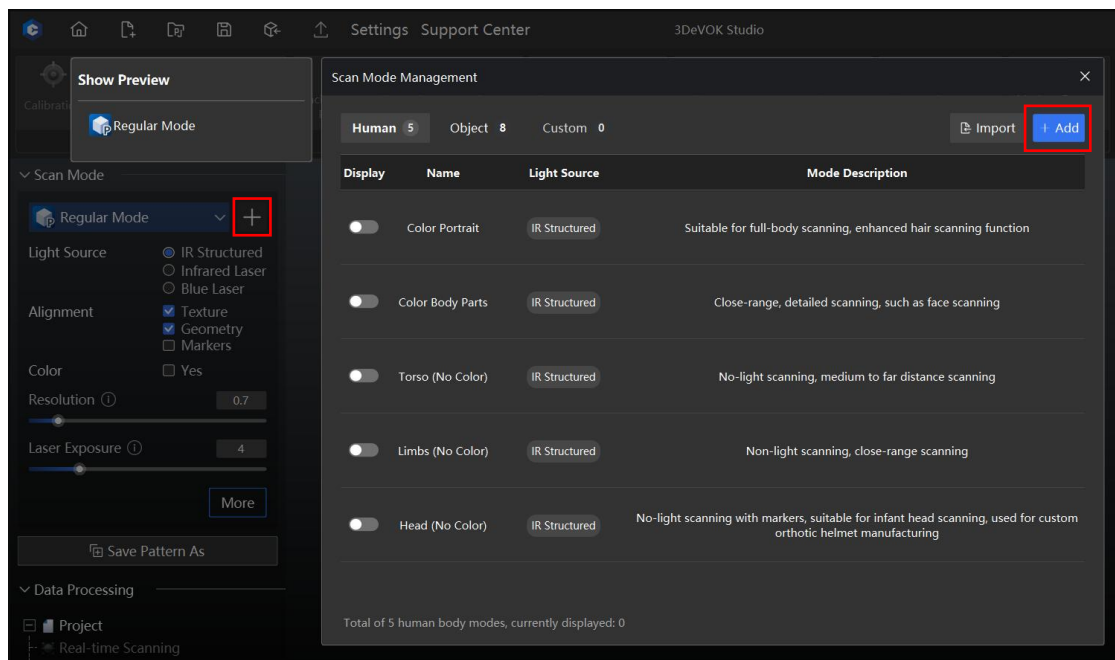 Settings Support Center 3DeVOK Studio
Show Preview
Regular Mode
Scan Mode
Regular Mode
Light Source
IR Structured
Infrared Laser
Blue Laser
Alignment
Texture
Geometry
Markers
Color
Yes
Resolution
0.7
Laser Exposure
4
More
Save Pattern As
Data Processing
Project
Real-time Scanning
Scan Mode Management
Human 5 Object 8 Custom 0 Import + Add
Display Name Light Source Mode Description
Color Portrait IR Structured Suitable for full-body scanning, enhanced hair scanning function
Color Body Parts IR Structured Close-range, detailed scanning, such as face scanning
Torso (No Color) IR Structured No-light scanning, medium to far distance scanning
Limbs (No Color) IR Structured Non-light scanning, close-range scanning
Head (No Color) IR Structured No-light scanning with markers, suitable for infant head scanning, used for custom
orthotic helmet manufacturing
Total of 5 human body modes, currently displayed: 0